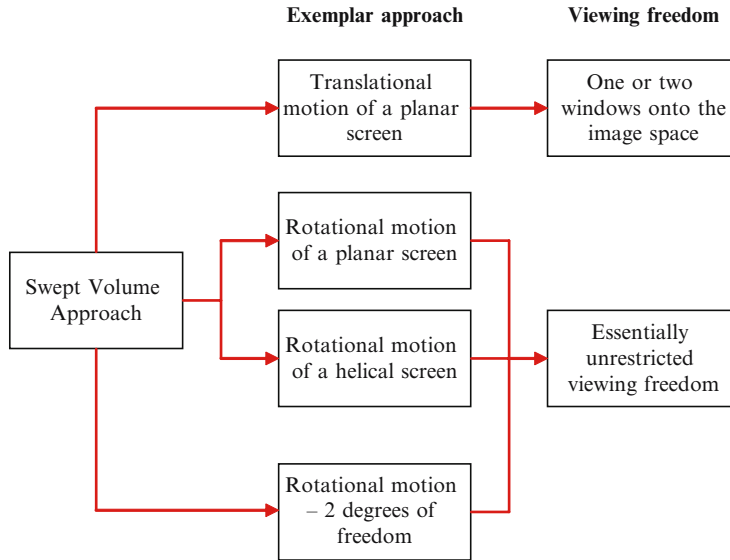 Exemplar approach
Viewing freedom
Translational
motion of a planar
screen
One or two
windows onto the
image space
Rotational motion
of a planar screen
Swept Volume
Approach
Rotational motion
of a helical screen
Essentially
unrestricted
viewing freedom
Rotational motion
– 2 degrees of
freedom